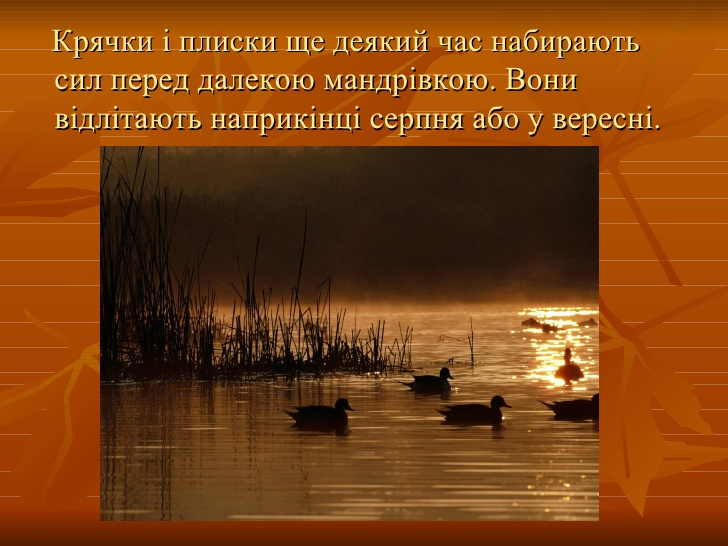 Крячки і плиски ще деякий час набирають
сил перед далекою мандрівкою. Вони
відлітають наприкінці серпня або у вересні.